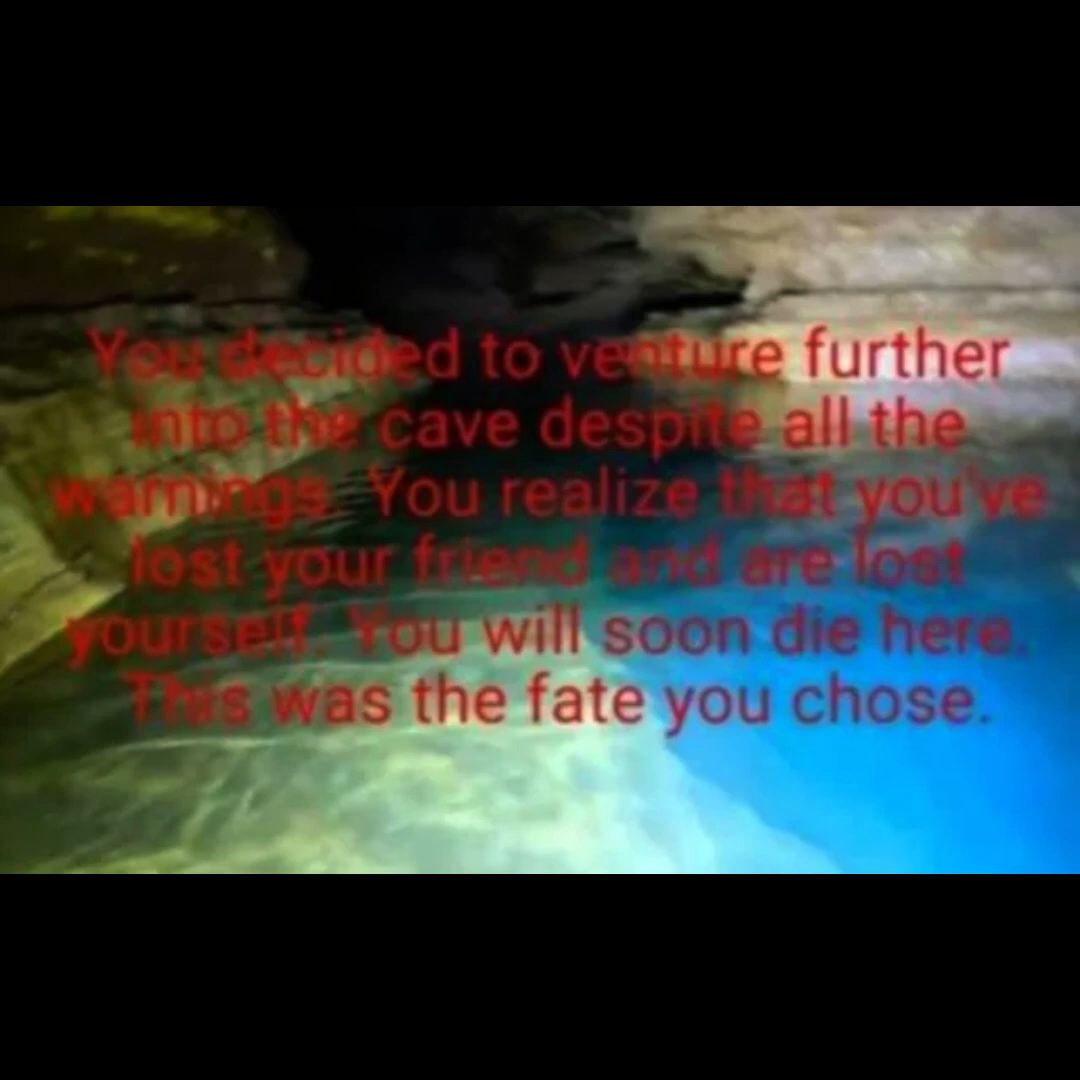 You decided to venture further
into the cave despite all the
warnings. You realize that you've
lost your friend and are lost
yourself. You will soon die here.
This was the fate you chose.